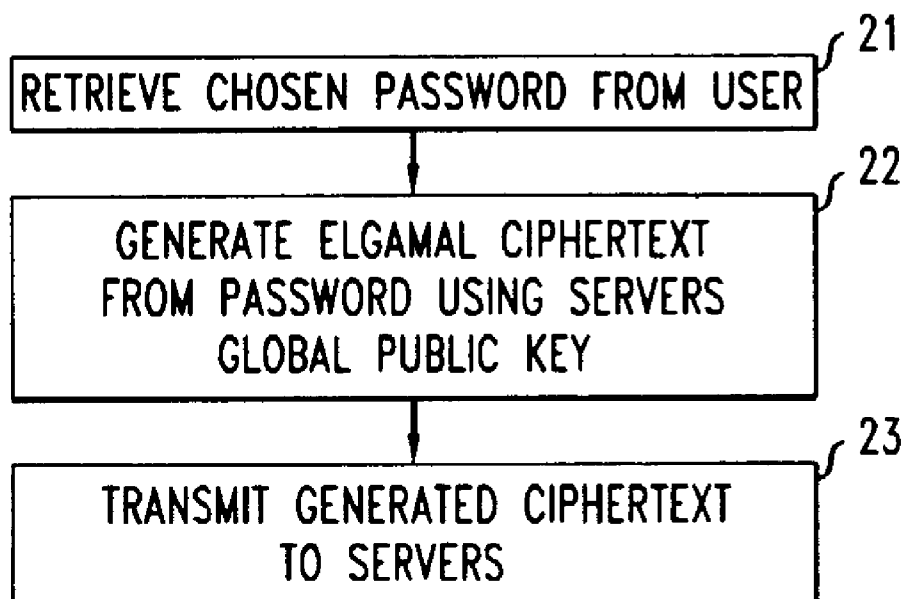 21
RETRIEVE CHOSEN PASSWORD FROM USER
22
GENERATE ELGAMAL CIPHERTEXT
FROM PASSWORD USING SERVERS
GLOBAL PUBLIC KEY
23
TRANSMIT GENERATED CIPHERTEXT
TO SERVERS